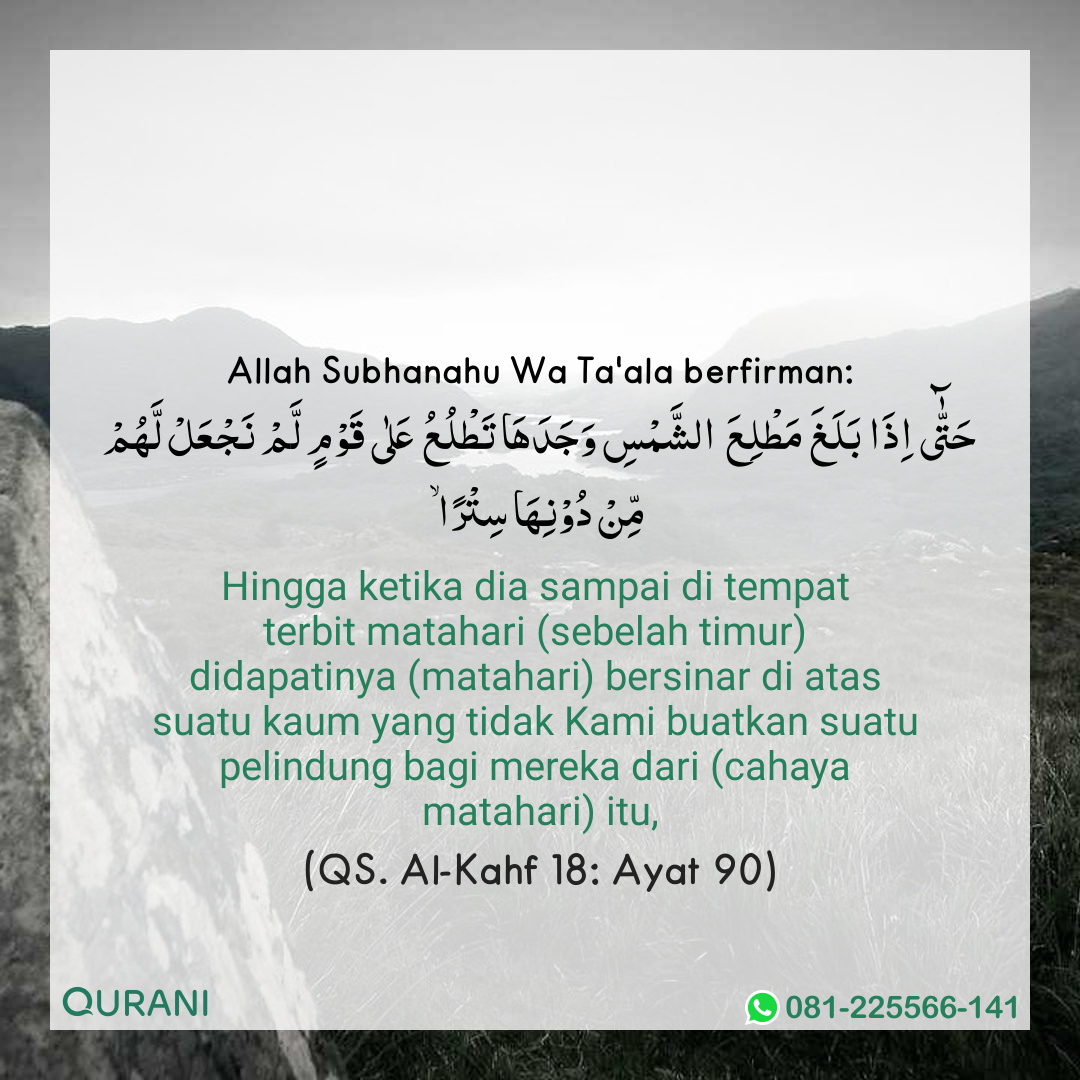 Allah Subhanahu Wa Ta'ala berfirman:
حَتّٰۤى اِذَا بَلَغَ مَطْلِعَ الشَّمْسِ وَجَدَهَا تَطْلُعُ عَلٰى قَوْمٍ لَّمْ نَجْعَلْ لَّهُمْ
مِّنْ دُوْنِهَا سِتْرًا ۙ
Hingga ketika dia sampai di tempat
terbit matahari (sebelah timur)
didapatinya (matahari) bersinar di atas
suatu kaum yang tidak Kami buatkan suatu
pelindung bagi mereka dari (cahaya
matahari) itu,
(QS. Al-Kahf 18: Ayat 90)
QURANI
081-225566-141